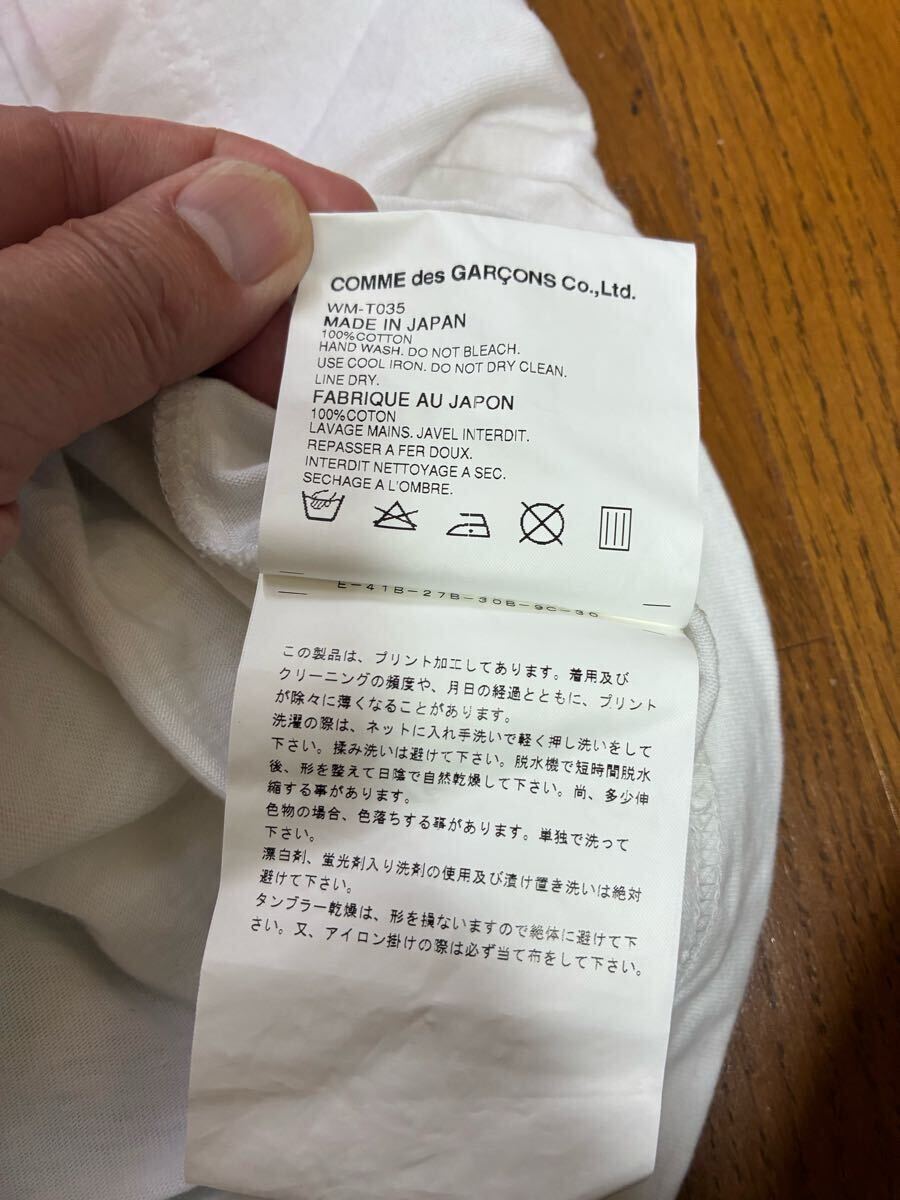 COMME des GARÇONS Co.,Ltd.
WM-T035
MADE IN JAPAN
100%COTTON
HAND WASH. DO NOT BLEACH.
USE COOL IRON. DO NOT DRY CLEAN.
LINE DRY.
FABRIQUE AU JAPON
100%COTON
LAVAGE MAINS. JAVEL INTERDIT.
REPASSER A FER DOUX.
INTERDIT NETTOYAGE A SEC.
SECHAGE A L'OMBRE.
E-41B-27B-30B-9C-30
この製品は、プリント加工してあります。着用及び
クリーニングの頻度や、月日の経過とともに、プリント
が除々に薄くなることがあります。
洗濯の際は、ネットに入れ手洗いで軽く押し洗いをして
下さい。揉み洗いは避けて下さい。脱水機で短時間脱水
後、形を整えて日陰で自然乾燥して下さい。尚、多少伸
縮する事があります。
色物の場合、色落ちする事があります。単独で洗って
下さい。
漂白剤、蛍光剤入り洗剤の使用及び漬け置き洗いは絶対
避けて下さい。
タンブラー乾燥は、形を損ないますので絶体に避けて下
さい。又、アイロン掛けの際は必ず当て布をして下さい。